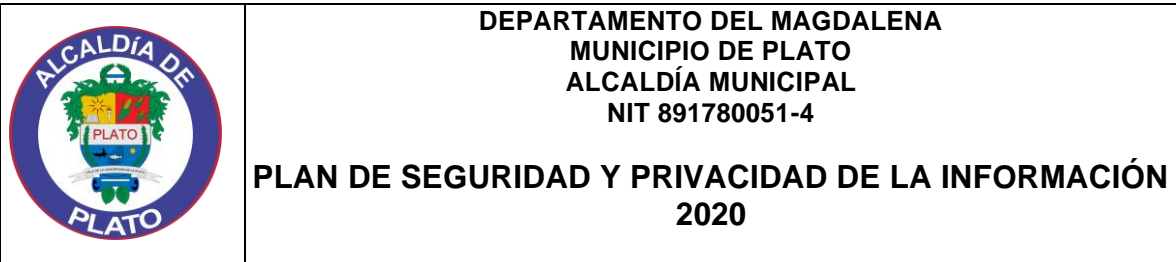 ALCALDÍA DE
PLATO
PLATO
DEPARTAMENTO DEL MAGDALENA
MUNICIPIO DE PLATO
ALCALDÍA MUNICIPAL
NIT 891780051-4
PLAN DE SEGURIDAD Y PRIVACIDAD DE LA INFORMACIÓN
2020